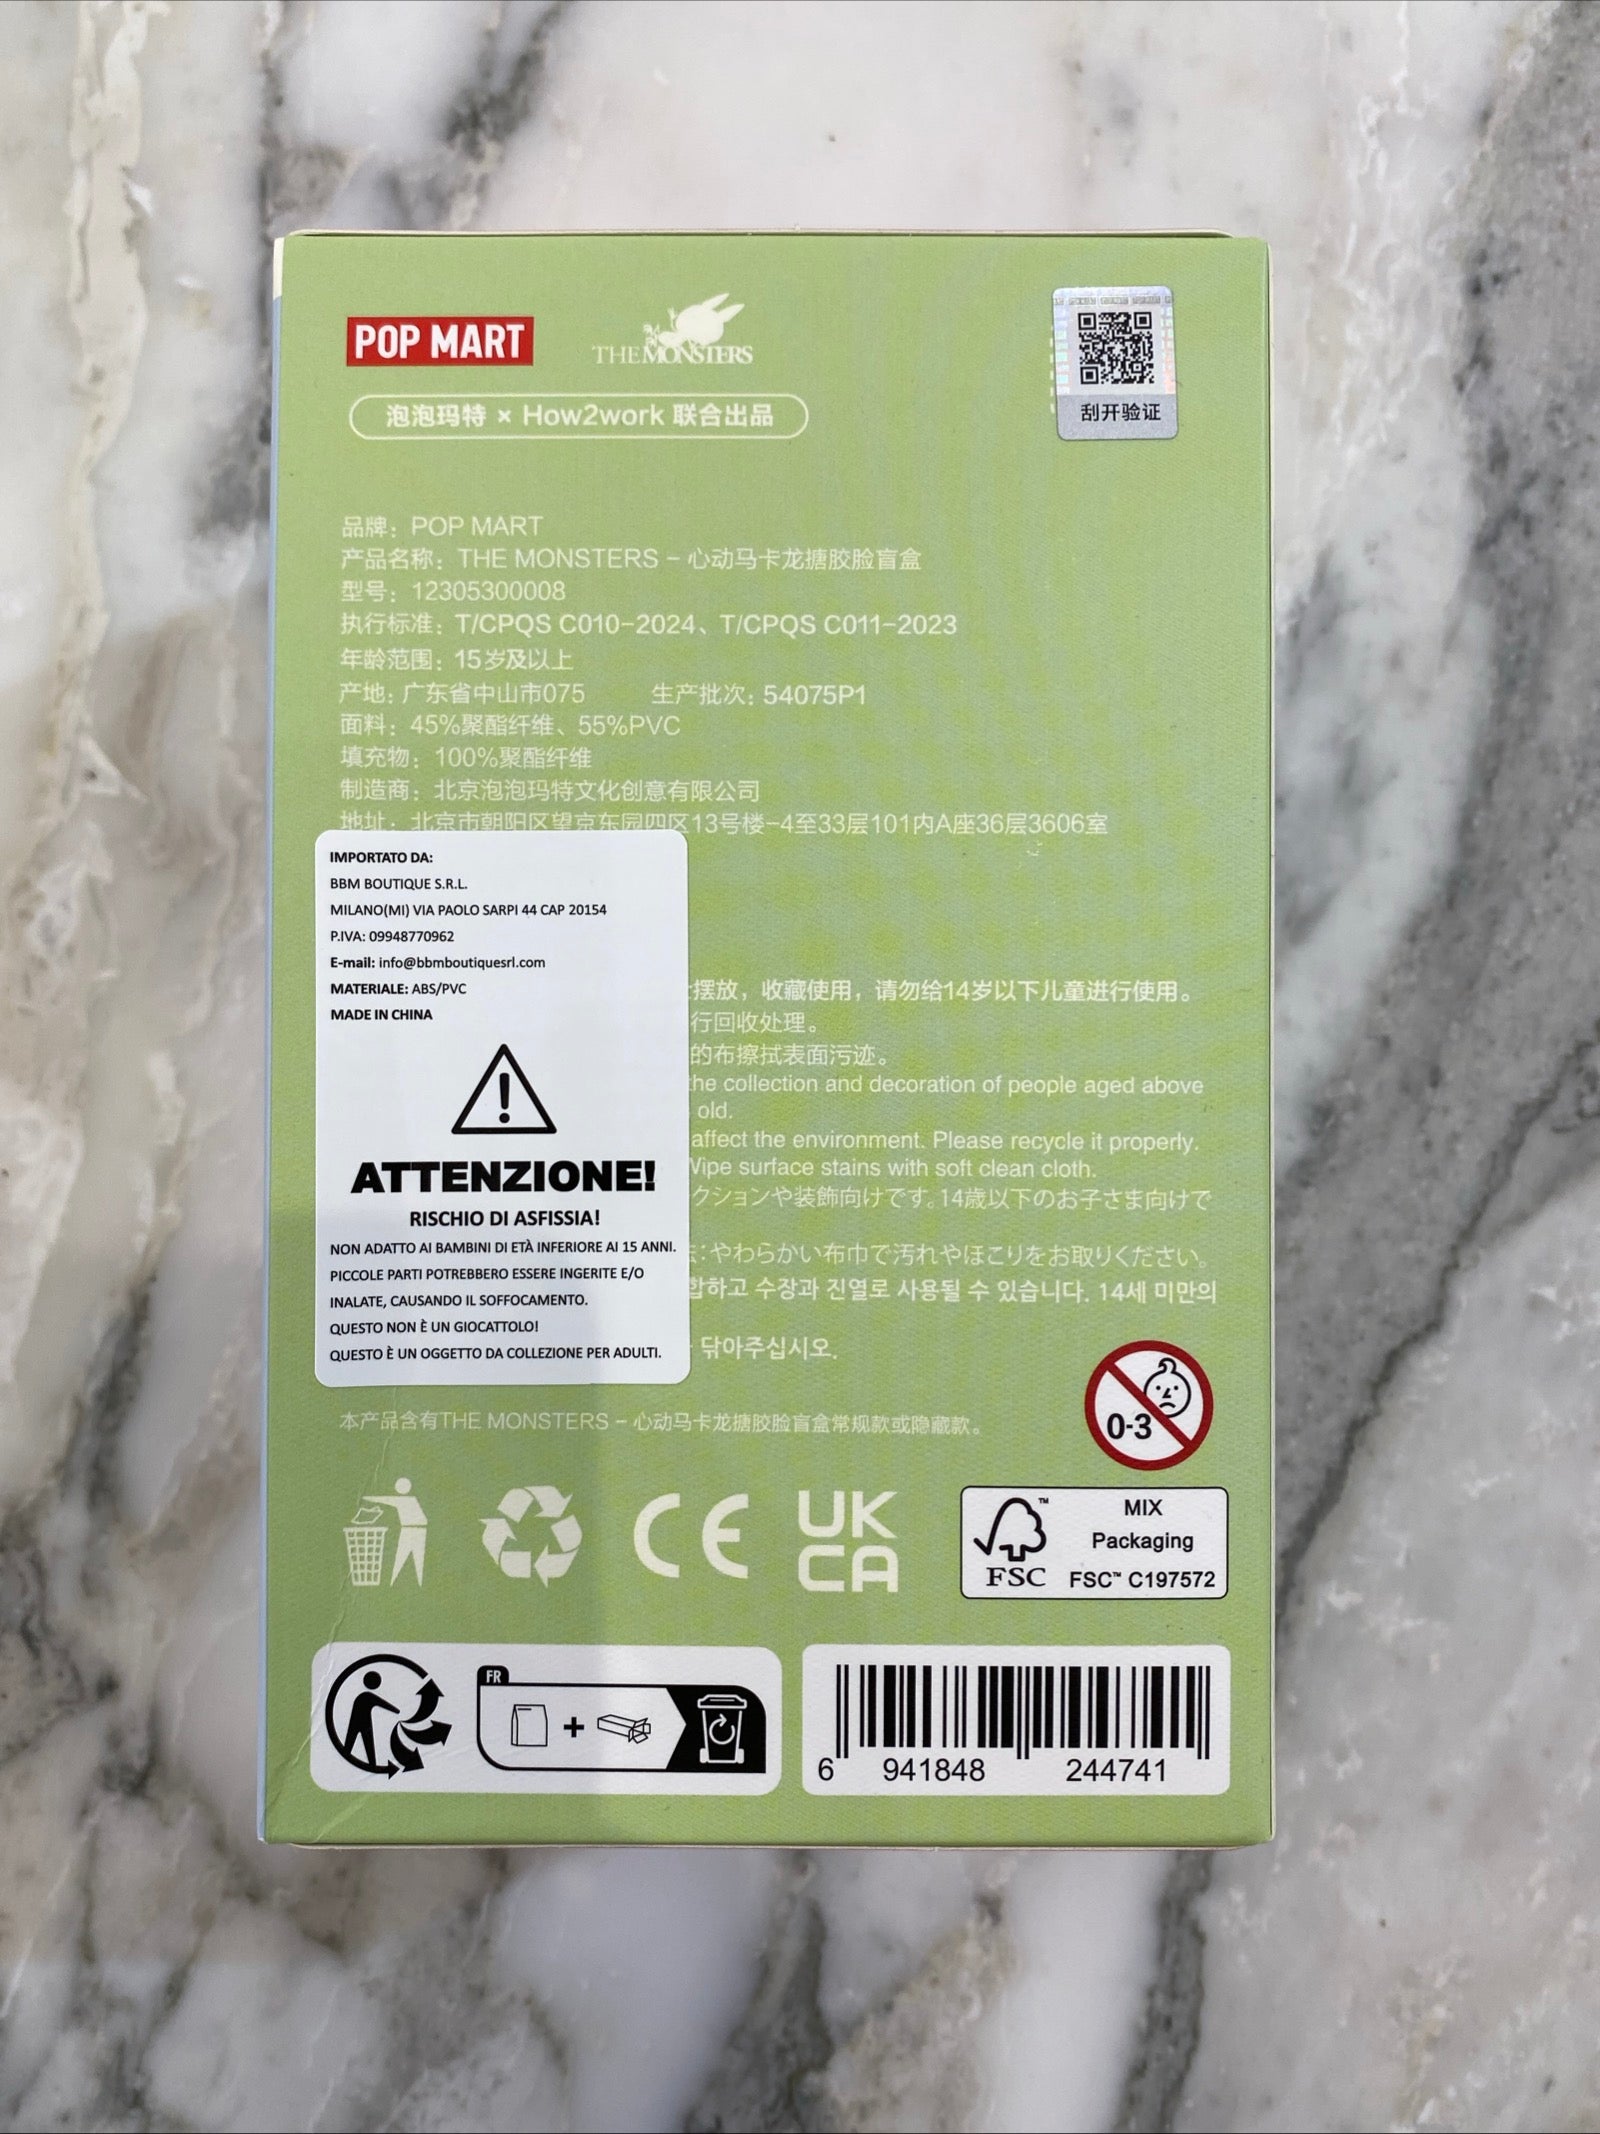 POP MART
THE MONSTERS
泡泡玛特 × How2work 联合出品
刮开验证
品牌：POP MART
产品名称：THE MONSTERS – 心动马卡龙搪胶脸盲盒
型号：12305300008
执行标准：T/CPQS C010-2024、T/CPQS C011-2023
年龄范围：15岁及以上
产地：广东省中山市075 生产批次：54075P1
面料：45%聚酯纤维、55%PVC
填充物：100%聚酯纤维
制造商：北京泡泡玛特文化创意有限公司
地址：北京市朝阳区望京东园四区13号楼-4至33层101内A座36层3606室
IMPORTATO DA:
BBM BOUTIQUE S.R.L.
MILANO(MI) VIA PAOLO SARPI 44 CAP 20154
P.IVA: 09948770962
E-mail: info@bbmboutiquesrl.com
MATERIALE: ABS/PVC
MADE IN CHINA
ATTENZIONE!
RISCHIO DI ASFISSIA!
NON ADATTO AI BAMBINI DI ETÀ INFERIORE AI 15 ANNI.
PICCOLE PARTI POTREBBERO ESSERE INGERITE E/O
INALATE, CAUSANDO IL SOFFOCAMENTO.
QUESTO NON È UN GIOCATTOLO!
QUESTO È UN OGGETTO DA COLLEZIONE PER ADULTI.
摆放，收藏使用，请勿给14岁以下儿童进行使用。
行回收处理。
的布擦拭表面污迹。
the collection and decoration of people aged above
old.
affect the environment. Please recycle it properly.
Wipe surface stains with soft clean cloth.
クションや装飾向けです。14歳以下のお子さま向けで
：やわらかい布巾で汚れやほこりをお取りください。
합하고 수장과 진열로 사용될 수 있습니다. 14세 미만의
닦아주십시오.
本产品含有THE MONSTERS – 心动马卡龙搪胶脸盲盒常规款或隐藏款。
0-3
CE
UK
CA
FSC™
MIX
Packaging
FSC™ C197572
FR
+
6 941848 244741